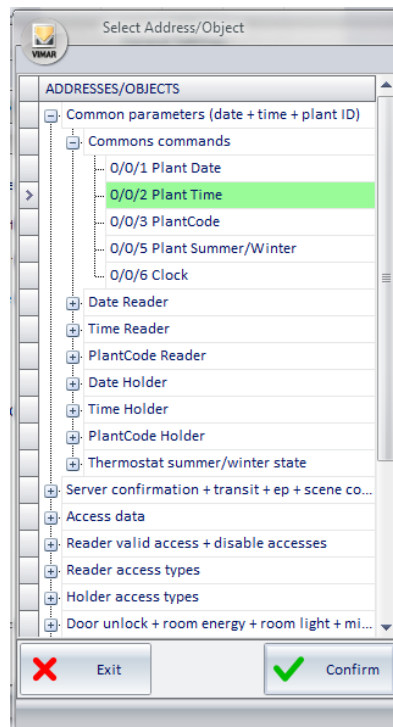 Select Address/Object
VIMAR
ADDRESSES/OBJECTS
Common parameters (date + time + plant ID)
Commons commands
0/0/1 Plant Date
0/0/2 Plant Time
0/0/3 PlantCode
0/0/5 Plant Summer/Winter
0/0/6 Clock
Date Reader
Time Reader
PlantCode Reader
Date Holder
Time Holder
PlantCode Holder
Thermostat summer/winter state
Server confirmation + transit + ep + scene co...
Access data
Reader valid access + disable accesses
Reader access types
Holder access types
Door unlock + room energy + room light + mi...
Exit
Confirm